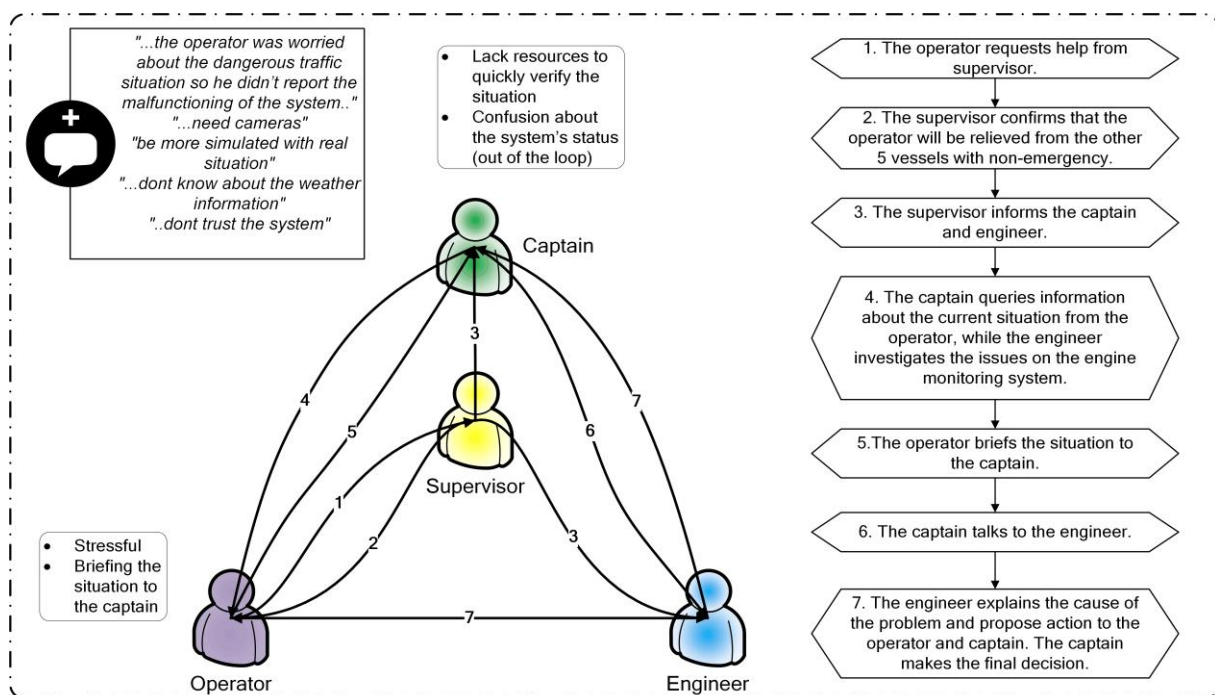 "...the operator was worried
about the dangerous traffic
situation so he didn't report the
malfunctioning of the system.."
"...need cameras"
"be more simulated with real
situation"
"...dont know about the weather
information"
"..dont trust the system"
• Lack resources to
quickly verify the
situation
• Confusion about
the system's status
(out of the loop)
Captain
3
4
5
7
6
Supervisor
1
2
3
• Stressful
• Briefing the
situation to
the captain
7
Operator
Engineer
1. The operator requests help from
supervisor.
2. The supervisor confirms that the
operator will be relieved from the other
5 vessels with non-emergency.
3. The supervisor informs the captain
and engineer.
4. The captain queries information
about the current situation from the
operator, while the engineer
investigates the issues on the engine
monitoring system.
5.The operator briefs the situation to
the captain.
6. The captain talks to the engineer.
7. The engineer explains the cause of
the problem and propose action to the
operator and captain. The captain
makes the final decision.